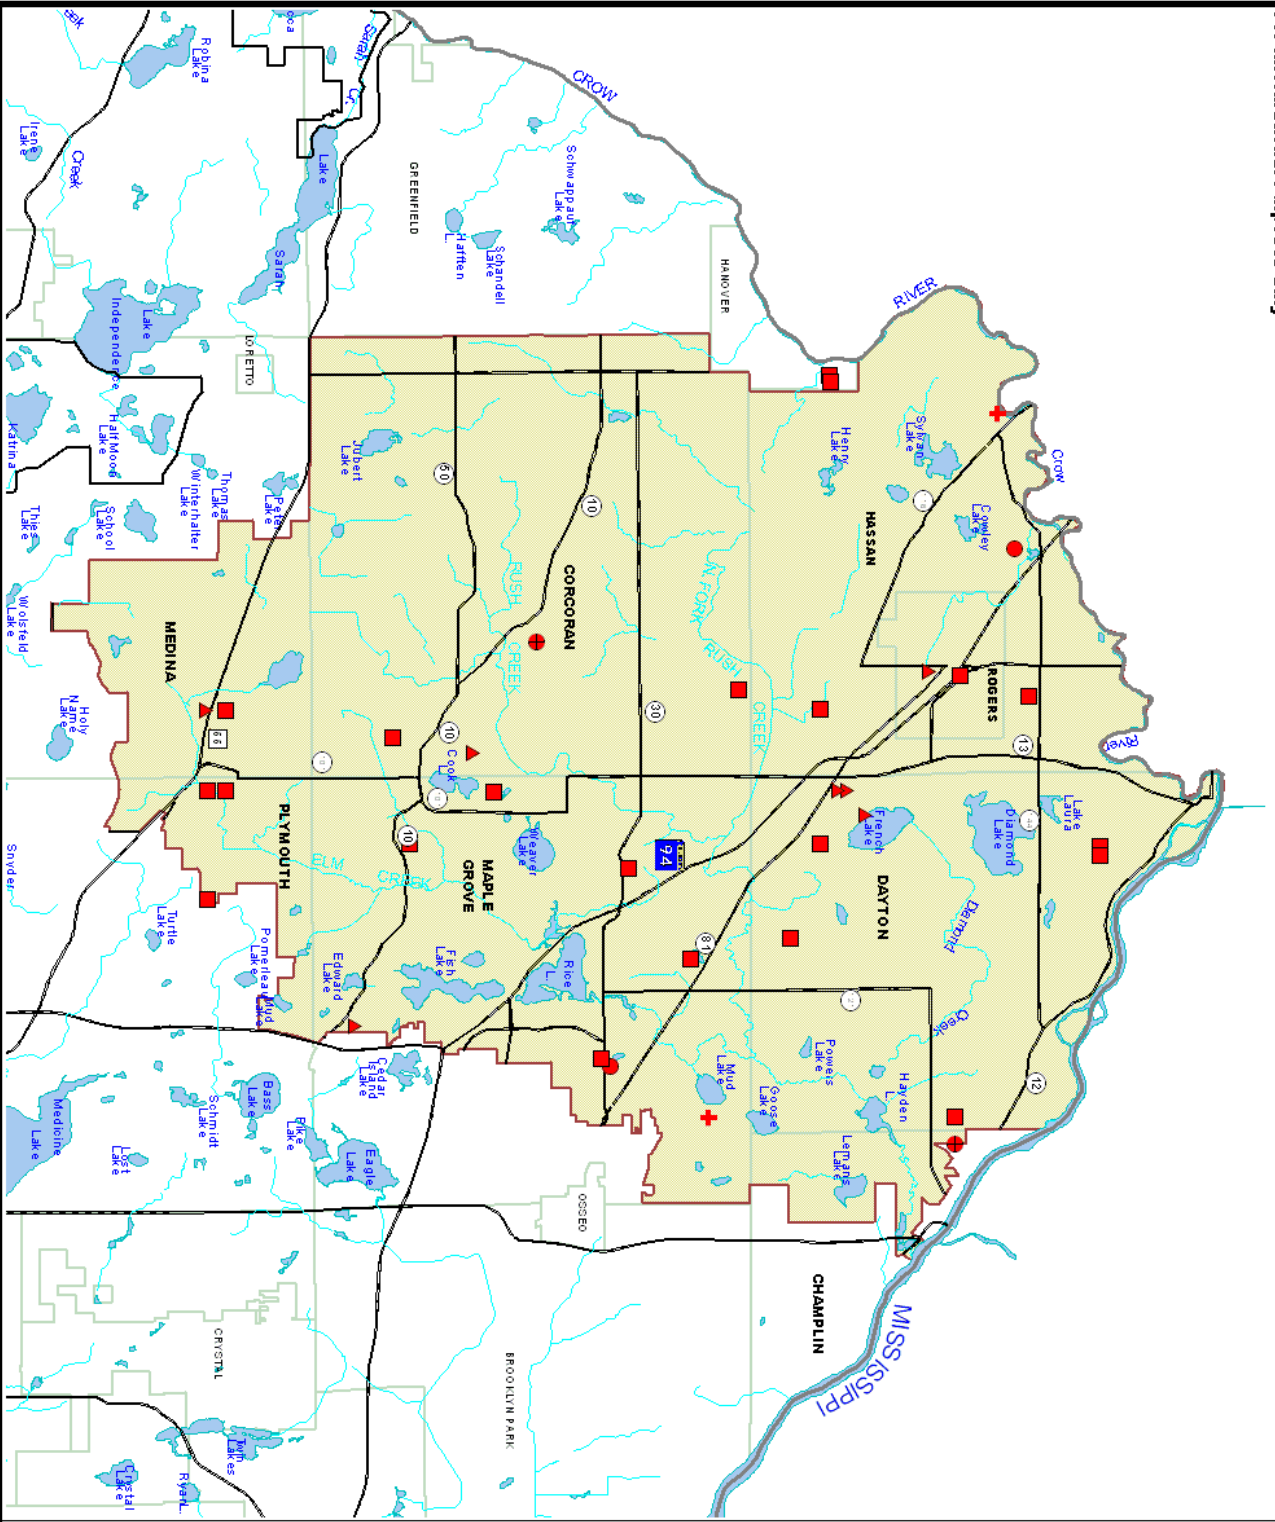 Robina
Lake
Sarah
Cr.
CROW
Irene
Lake
Creek
Lake
GREENFIELD
Schwappauf
Lake
Sarah
Hafften
L.
Schandell
Lake
HANOVER
RIVER
Lake
Independence
LORETTO
Katrina
Half Moon
Lake
Winterhalter
Lake
Thomas
Lake
Peter
Lake
Jubert
Lake
Henry
Lake
Sylvan
Lake
Crow
50
10
Cowley
Lake
Thies
Lake
School
Lake
HASSAN
Wolsfeld
Lake
RUSH
CREEK
CORCORAN
N. FORK
RUSH
CREEK
MEDINA
ROGERS
Holy
Name
Lake
55
10
30
13
River
Cook
L.
Snyder
PLYMOUTH
10
ELM
CREEK
MAPLE
GROVE
Weaver
Lake
94
French
Lake
Diamond
Lake
Lake
Laura
DAYTON
Turtle
Lake
Pomerleau
Lake
Mud
Lake
Edward
Lake
Fish
Lake
Rice
L.
81
Diamond
Creek
Medicine
Lake
Lost
Lake
Schmidt
Lake
Bass
Lake
Pike
Lake
Cedar
Island
Lake
Eagle
Lake
Mud
Lake
Goose
Lake
Powers
Lake
Hayden
L.
Lemans
Lake
12
OSSEO
CHAMPLIN
MISSISSIPPI
CRYSTAL
BROOKLYN PARK
Twin
Lakes
Crystal
Lake
Ryan L.